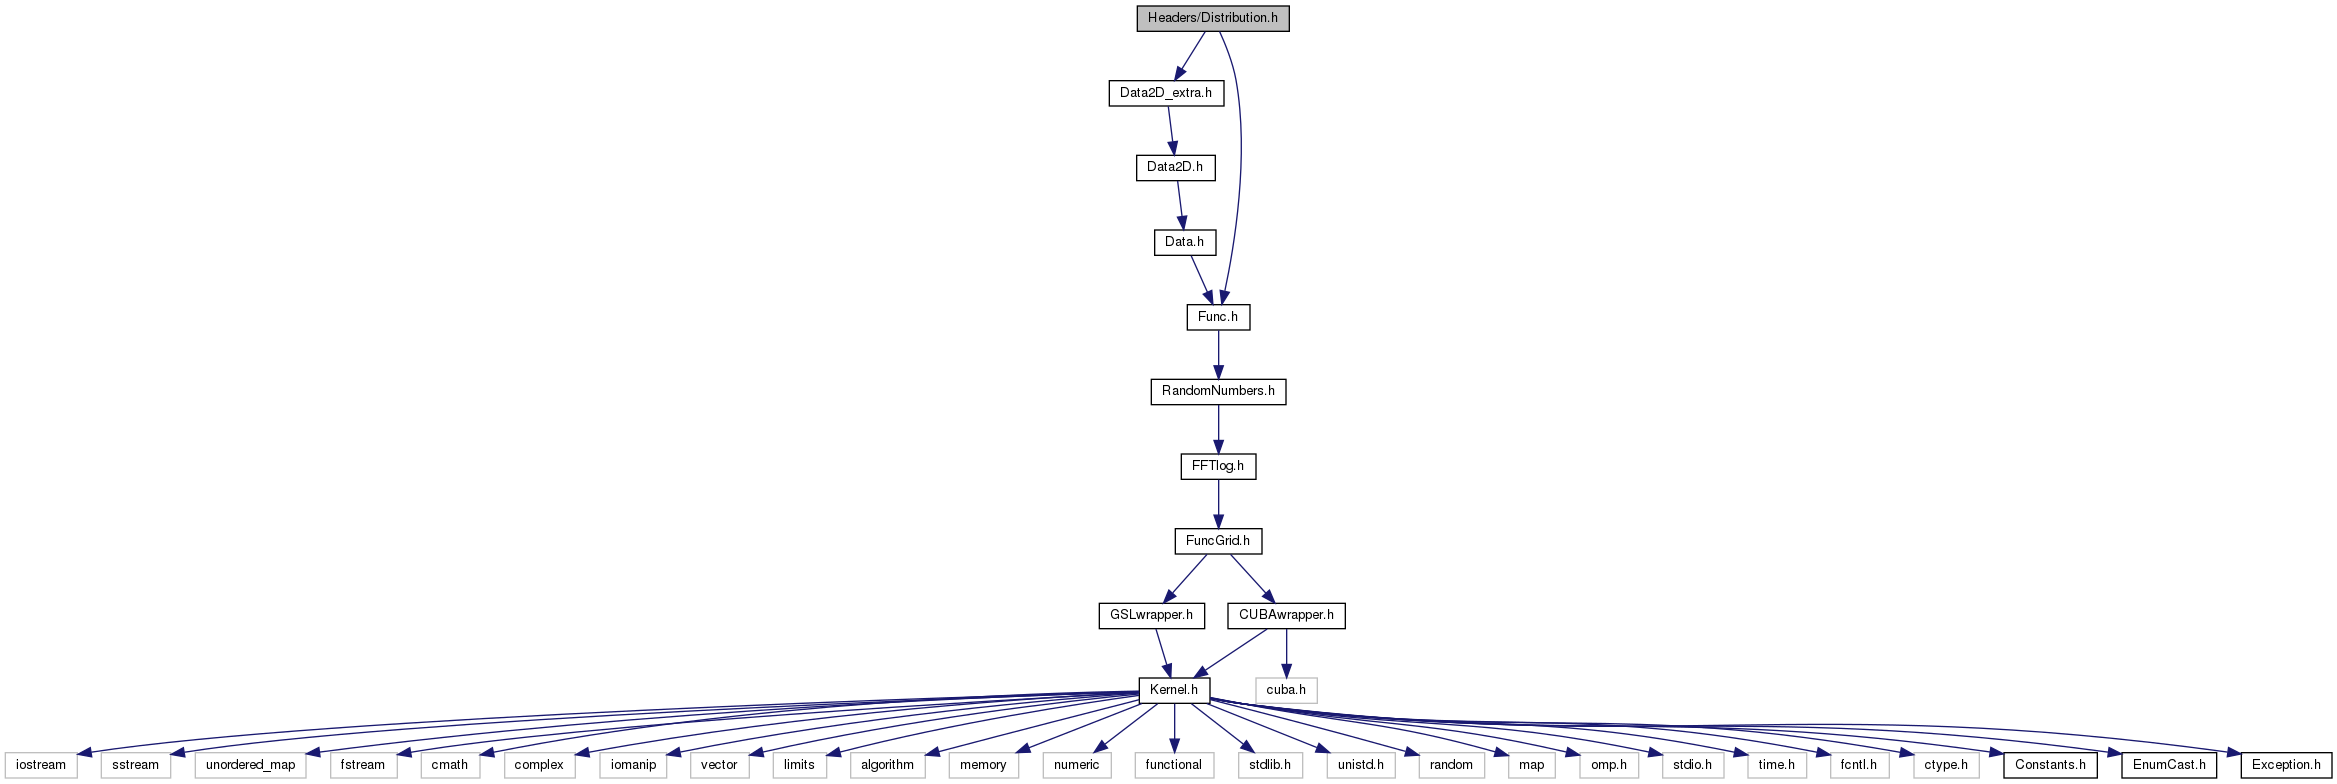 Headers/Distribution.h
Data2D_extra.h
Data2D.h
Data.h
Func.h
RandomNumbers.h
FFTlog.h
FuncGrid.h
GSLwrapper.h
CUBAwrapper.h
Kernel.h
cuba.h
iostream
sstream
unordered_map
fstream
cmath
complex
iomanip
vector
limits
algorithm
memory
numeric
functional
stdlib.h
unistd.h
random
map
omp.h
stdio.h
time.h
fcntl.h
ctype.h
Constants.h
EnumCast.h
Exception.h